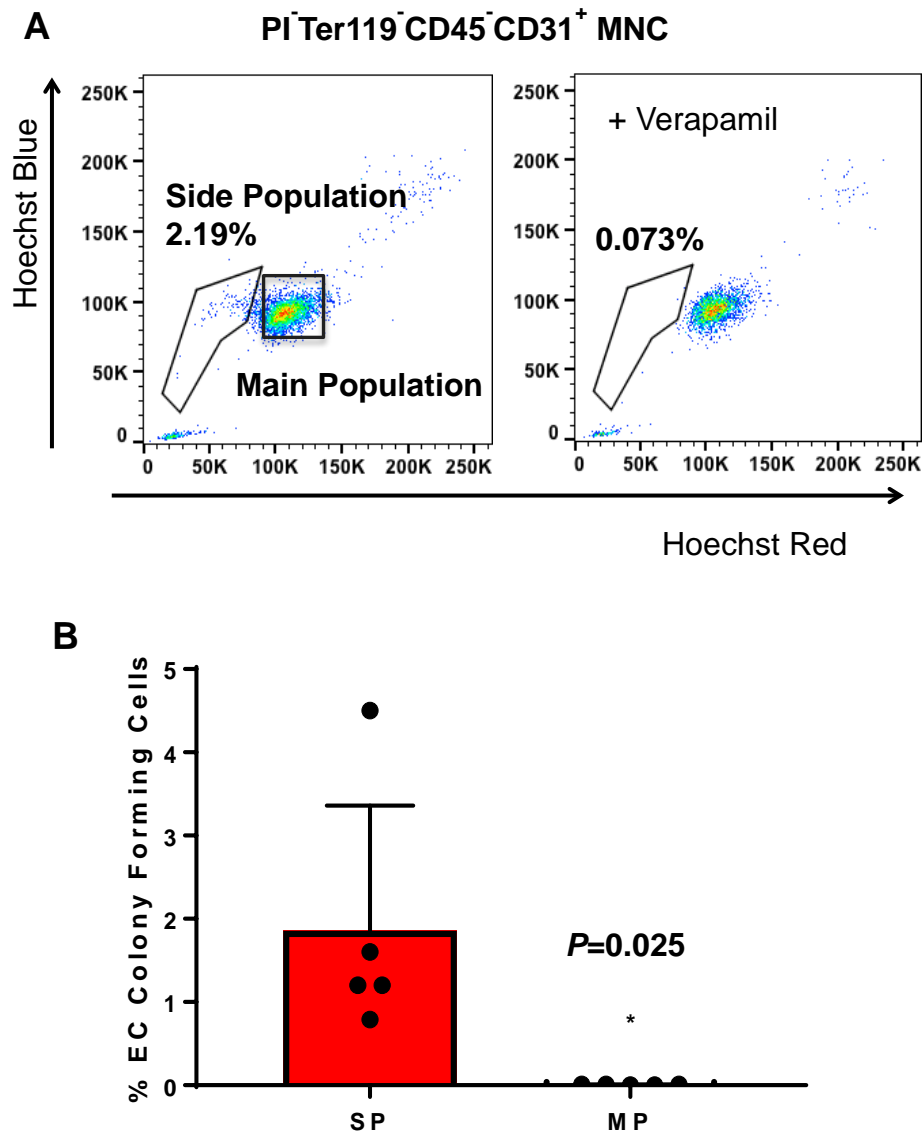 A
PI-Ter119-CD45-CD31+ MNC
Hoechst Blue
250K
200K
150K
100K
50K
0
Side Population
2.19%
Main Population
0 50K 100K 150K 200K 250K
250K
200K
150K
100K
50K
0
+ Verapamil
0.073%
0 50K 100K 150K 200K 250K
Hoechst Red
B
% EC Colony Forming Cells
5
4
3
2
1
0
P=0.025
*
SP MP